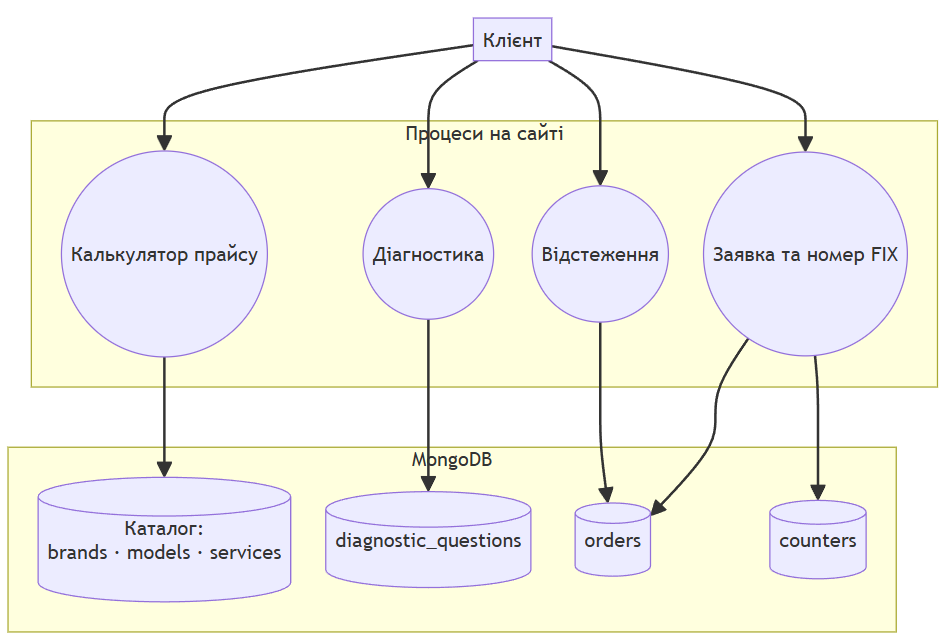 Клієнт
Процеси на сайті
Калькулятор прайсу
Діагностика
Відстеження
Заявка та номер FIX
MongoDB
Каталог:
brands · models · services
diagnostic_questions
orders
counters